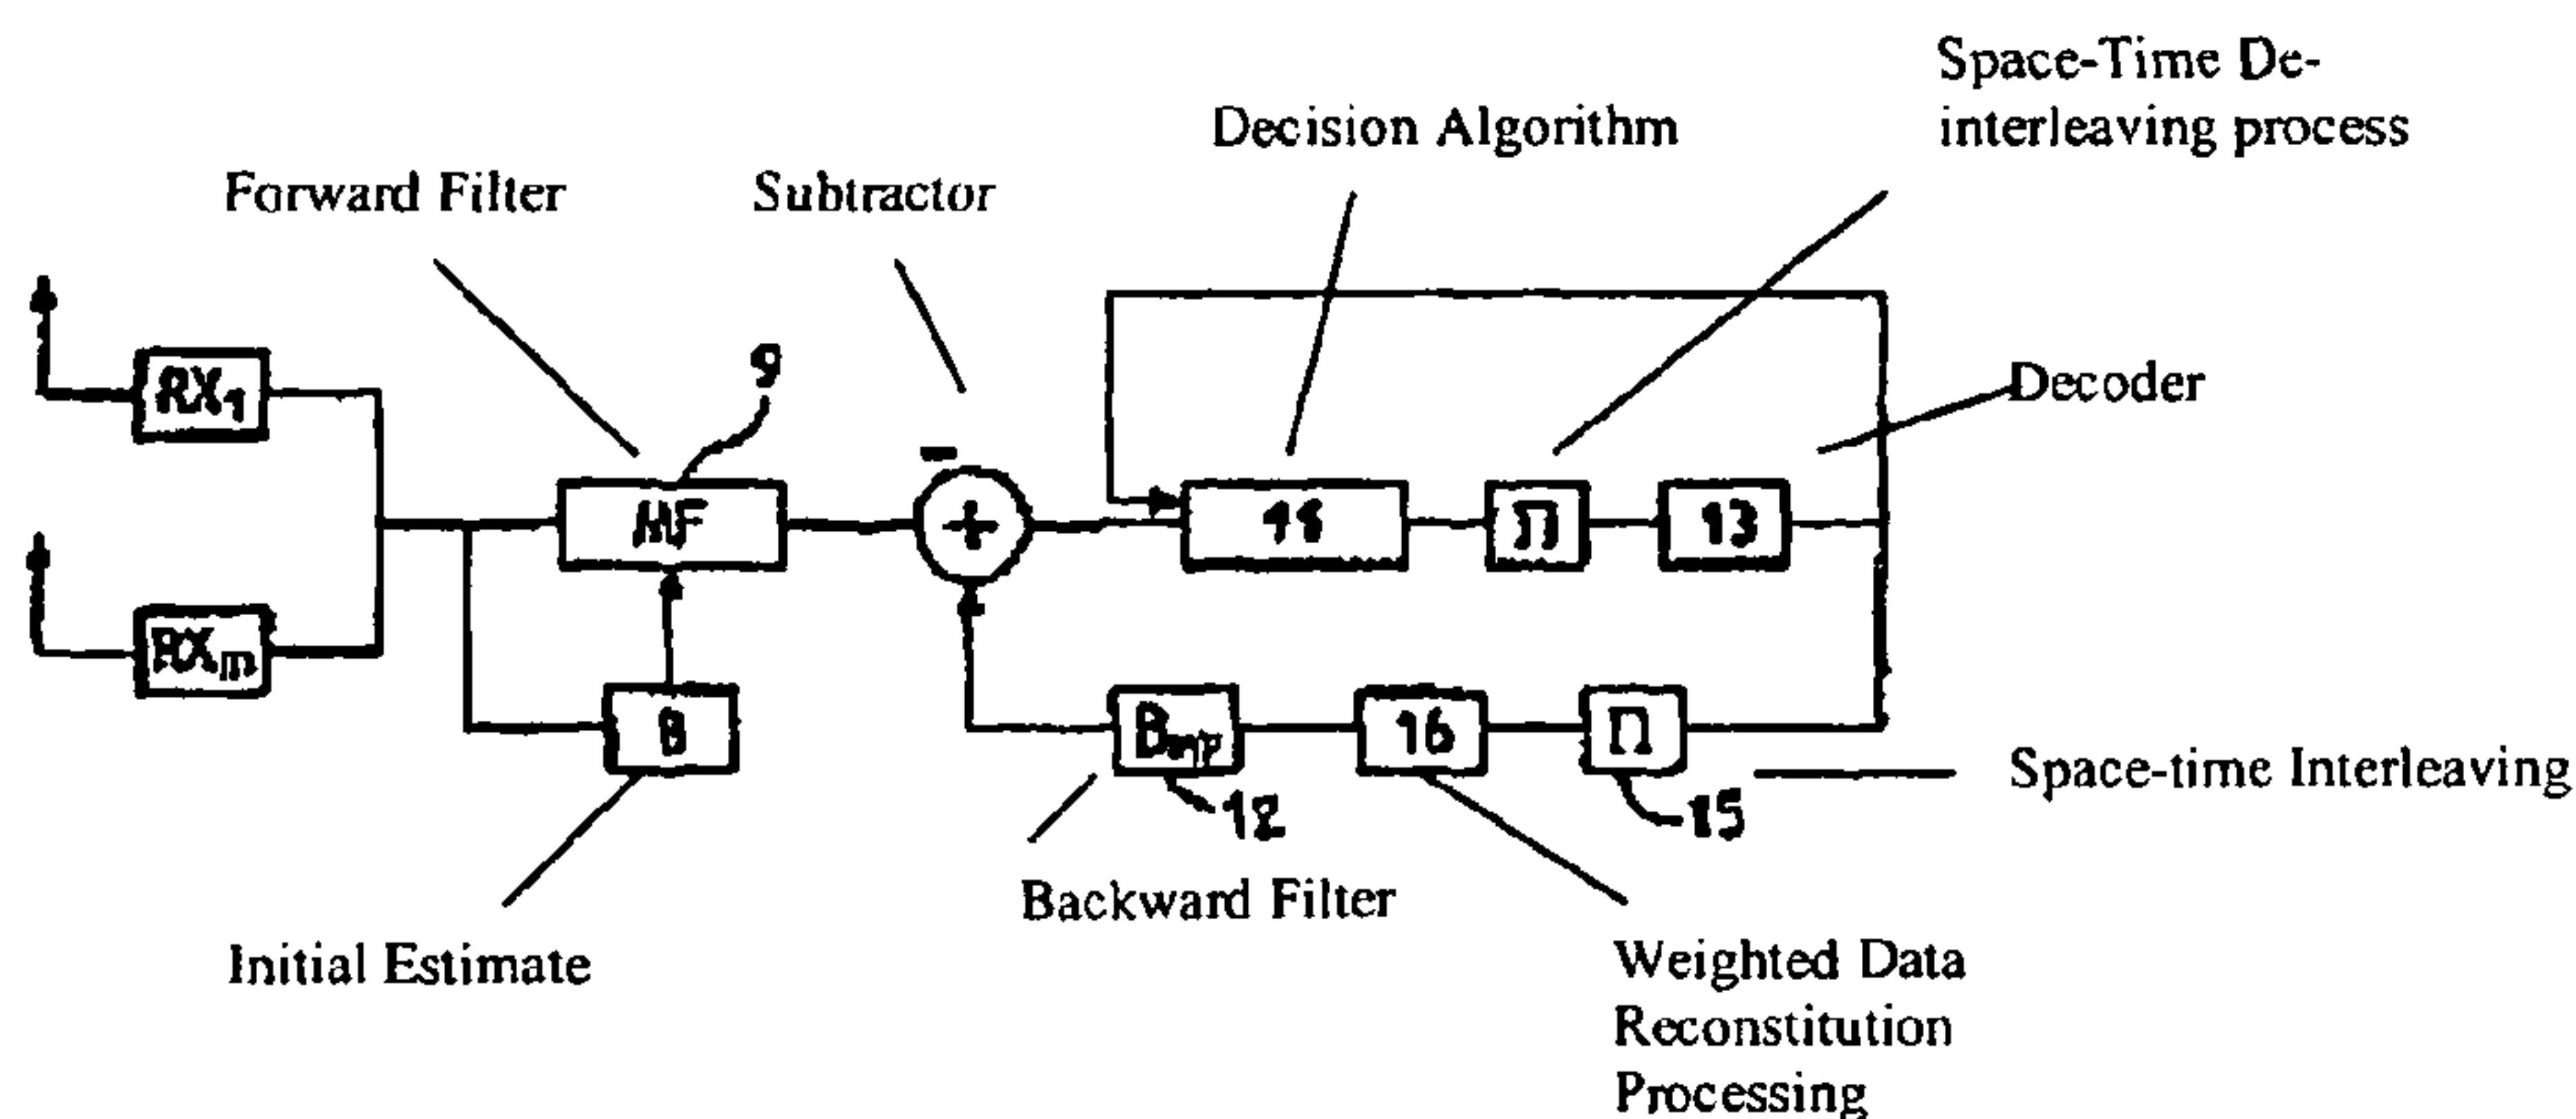 Space-Time De-
interleaving process
Decision Algorithm
Forward Filter
Subtractor
Decoder
9
RX1
MF
-
+
11
Π
13
RXm
8
16
Π
12
15
Space-time Interleaving
Backward Filter
Initial Estimate
Weighted Data
Reconstitution
Processing